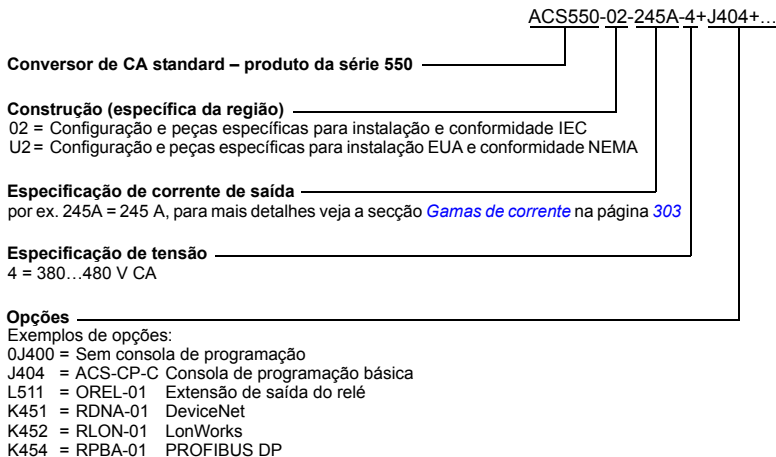 ACS550-02-245A-4+J404+...
Conversor de CA standard – produto da série 550
Construção (específica da região)
02 = Configuração e peças específicas para instalação e conformidade IEC
U2 = Configuração e peças específicas para instalação EUA e conformidade NEMA
Especificação de corrente de saída
por ex. 245A = 245 A, para mais detalhes veja a secção Gamas de corrente na página 303
Especificação de tensão
4 = 380…480 V CA
Opções
Exemplos de opções:
0J400 = Sem consola de programação
J404 = ACS-CP-C Consola de programação básica
L511 = OREL-01 Extensão de saída do relé
K451 = RDNA-01 DeviceNet
K452 = RLON-01 LonWorks
K454 = RPBA-01 PROFIBUS DP